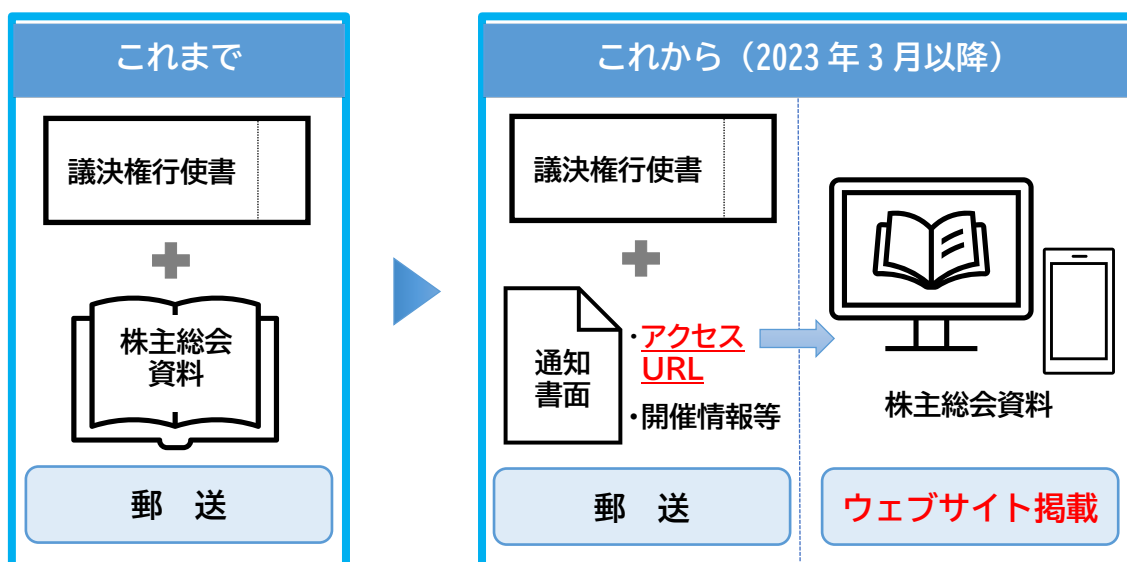 これまで
議決権行使書
株主総会
資料
郵　送
これから（2023年3月以降）
議決権行使書
通知
書面
・アクセス
URL
・開催情報等
郵　送
株主総会資料
ウェブサイト掲載